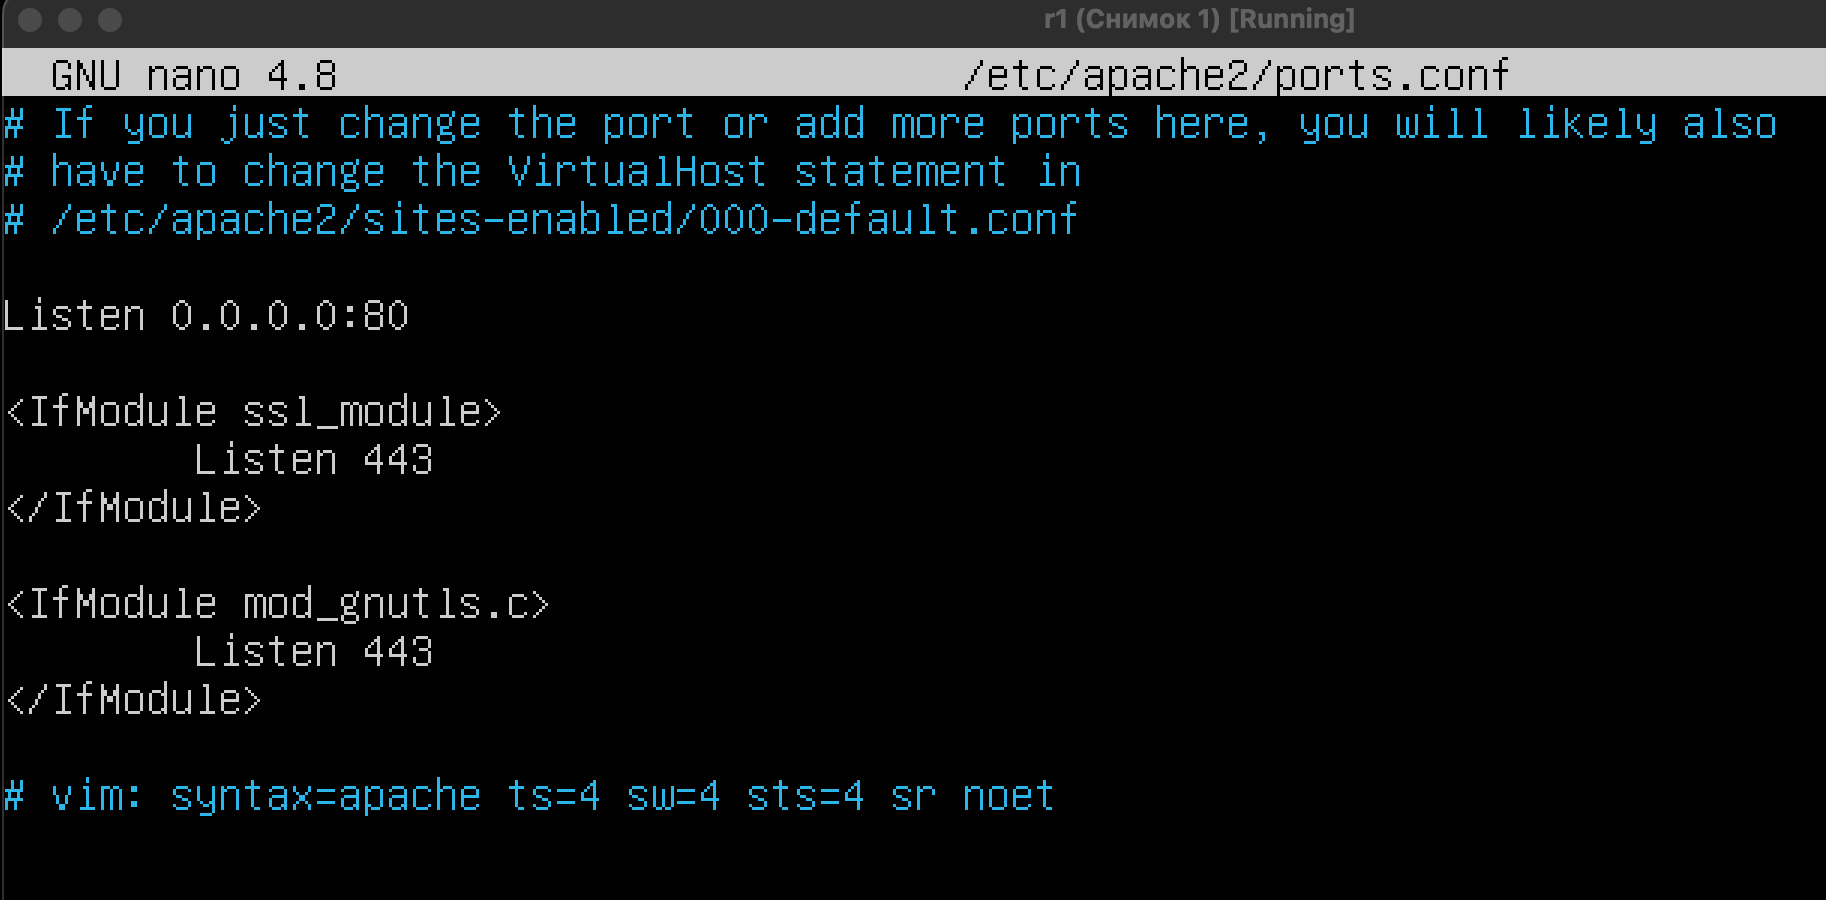 r1 (Снимок 1) [Running]
GNU nano 4.8 /etc/apache2/ports.conf
# If you just change the port or add more ports here, you will likely also
# have to change the VirtualHost statement in
# /etc/apache2/sites-enabled/000-default.conf
Listen 0.0.0.0:80
<IfModule ssl_module>
Listen 443
</IfModule>
<IfModule mod_gnutls.c>
Listen 443
</IfModule>
# vim: syntax=apache ts=4 sw=4 sts=4 sr noet